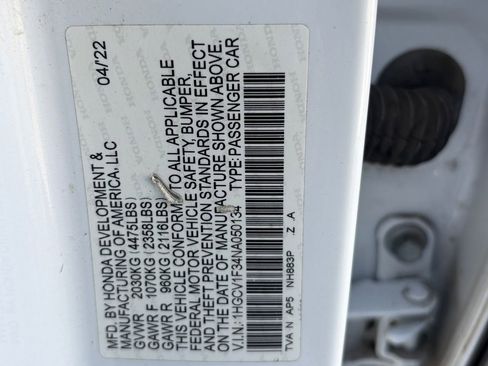 04/22
MFD. BY HONDA DEVELOPMENT &
MANUFACTURING OF AMERICA, LLC
GVWR 2030KG (4475LBS)
GAWR F 1070KG (2358LBS)
GAWR R 960KG (2116LBS)
THIS VEHICLE CONFORMS TO ALL APPLICABLE
FEDERAL MOTOR VEHICLE SAFETY, BUMPER,
AND THEFT PREVENTION STANDARDS IN EFFECT
ON THE DATE OF MANUFACTURE SHOWN ABOVE.
V.I.N.: 1HGCV1F34NA050134 TYPE: PASSENGER CAR
TVA N AP5 NH883P Z A